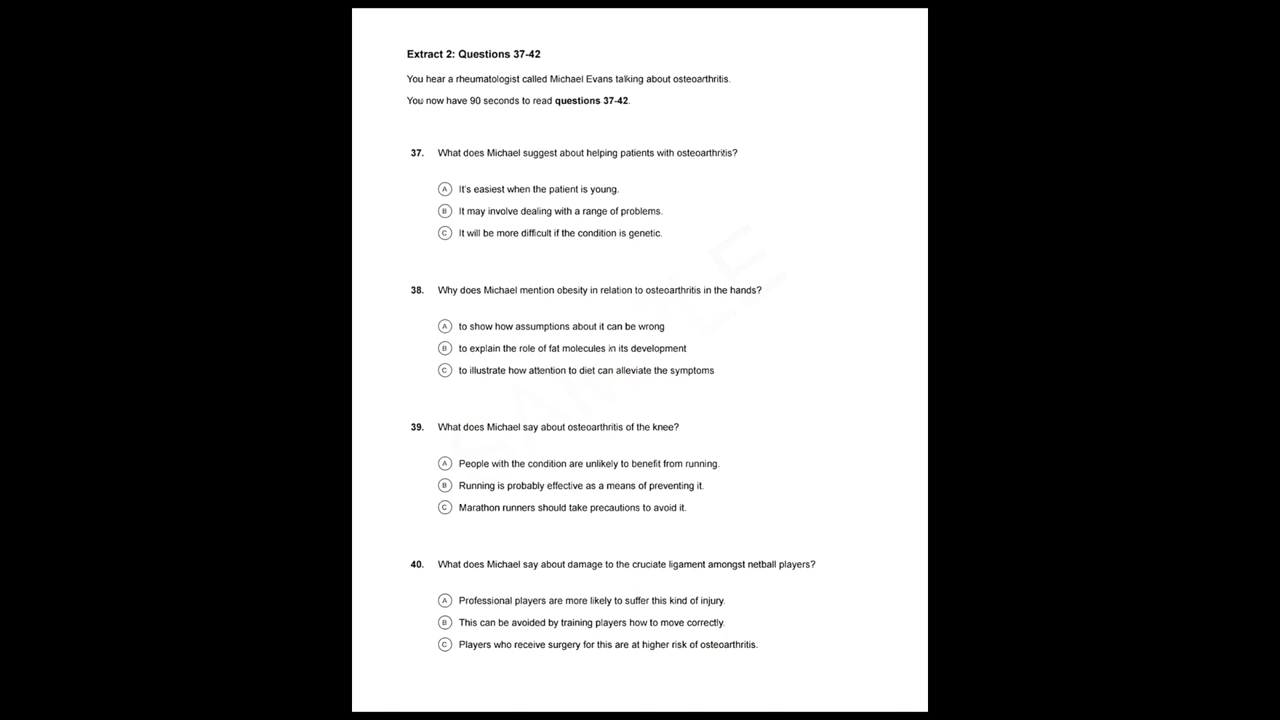 Extract 2: Questions 37-42
You hear a rheumatologist called Michael Evans talking about osteoarthritis.
You now have 90 seconds to read questions 37-42.
37. What does Michael suggest about helping patients with osteoarthritis?
A It's easiest when the patient is young.
B It may involve dealing with a range of problems.
C It will be more difficult if the condition is genetic.
38. Why does Michael mention obesity in relation to osteoarthritis in the hands?
A to show how assumptions about it can be wrong
B to explain the role of fat molecules in its development
C to illustrate how attention to diet can alleviate the symptoms
39. What does Michael say about osteoarthritis of the knee?
A People with the condition are unlikely to benefit from running.
B Running is probably effective as a means of preventing it.
C Marathon runners should take precautions to avoid it.
40. What does Michael say about damage to the cruciate ligament amongst netball players?
A Professional players are more likely to suffer this kind of injury.
B This can be avoided by training players how to move correctly.
C Players who receive surgery for this are at higher risk of osteoarthritis.
SAMPLE